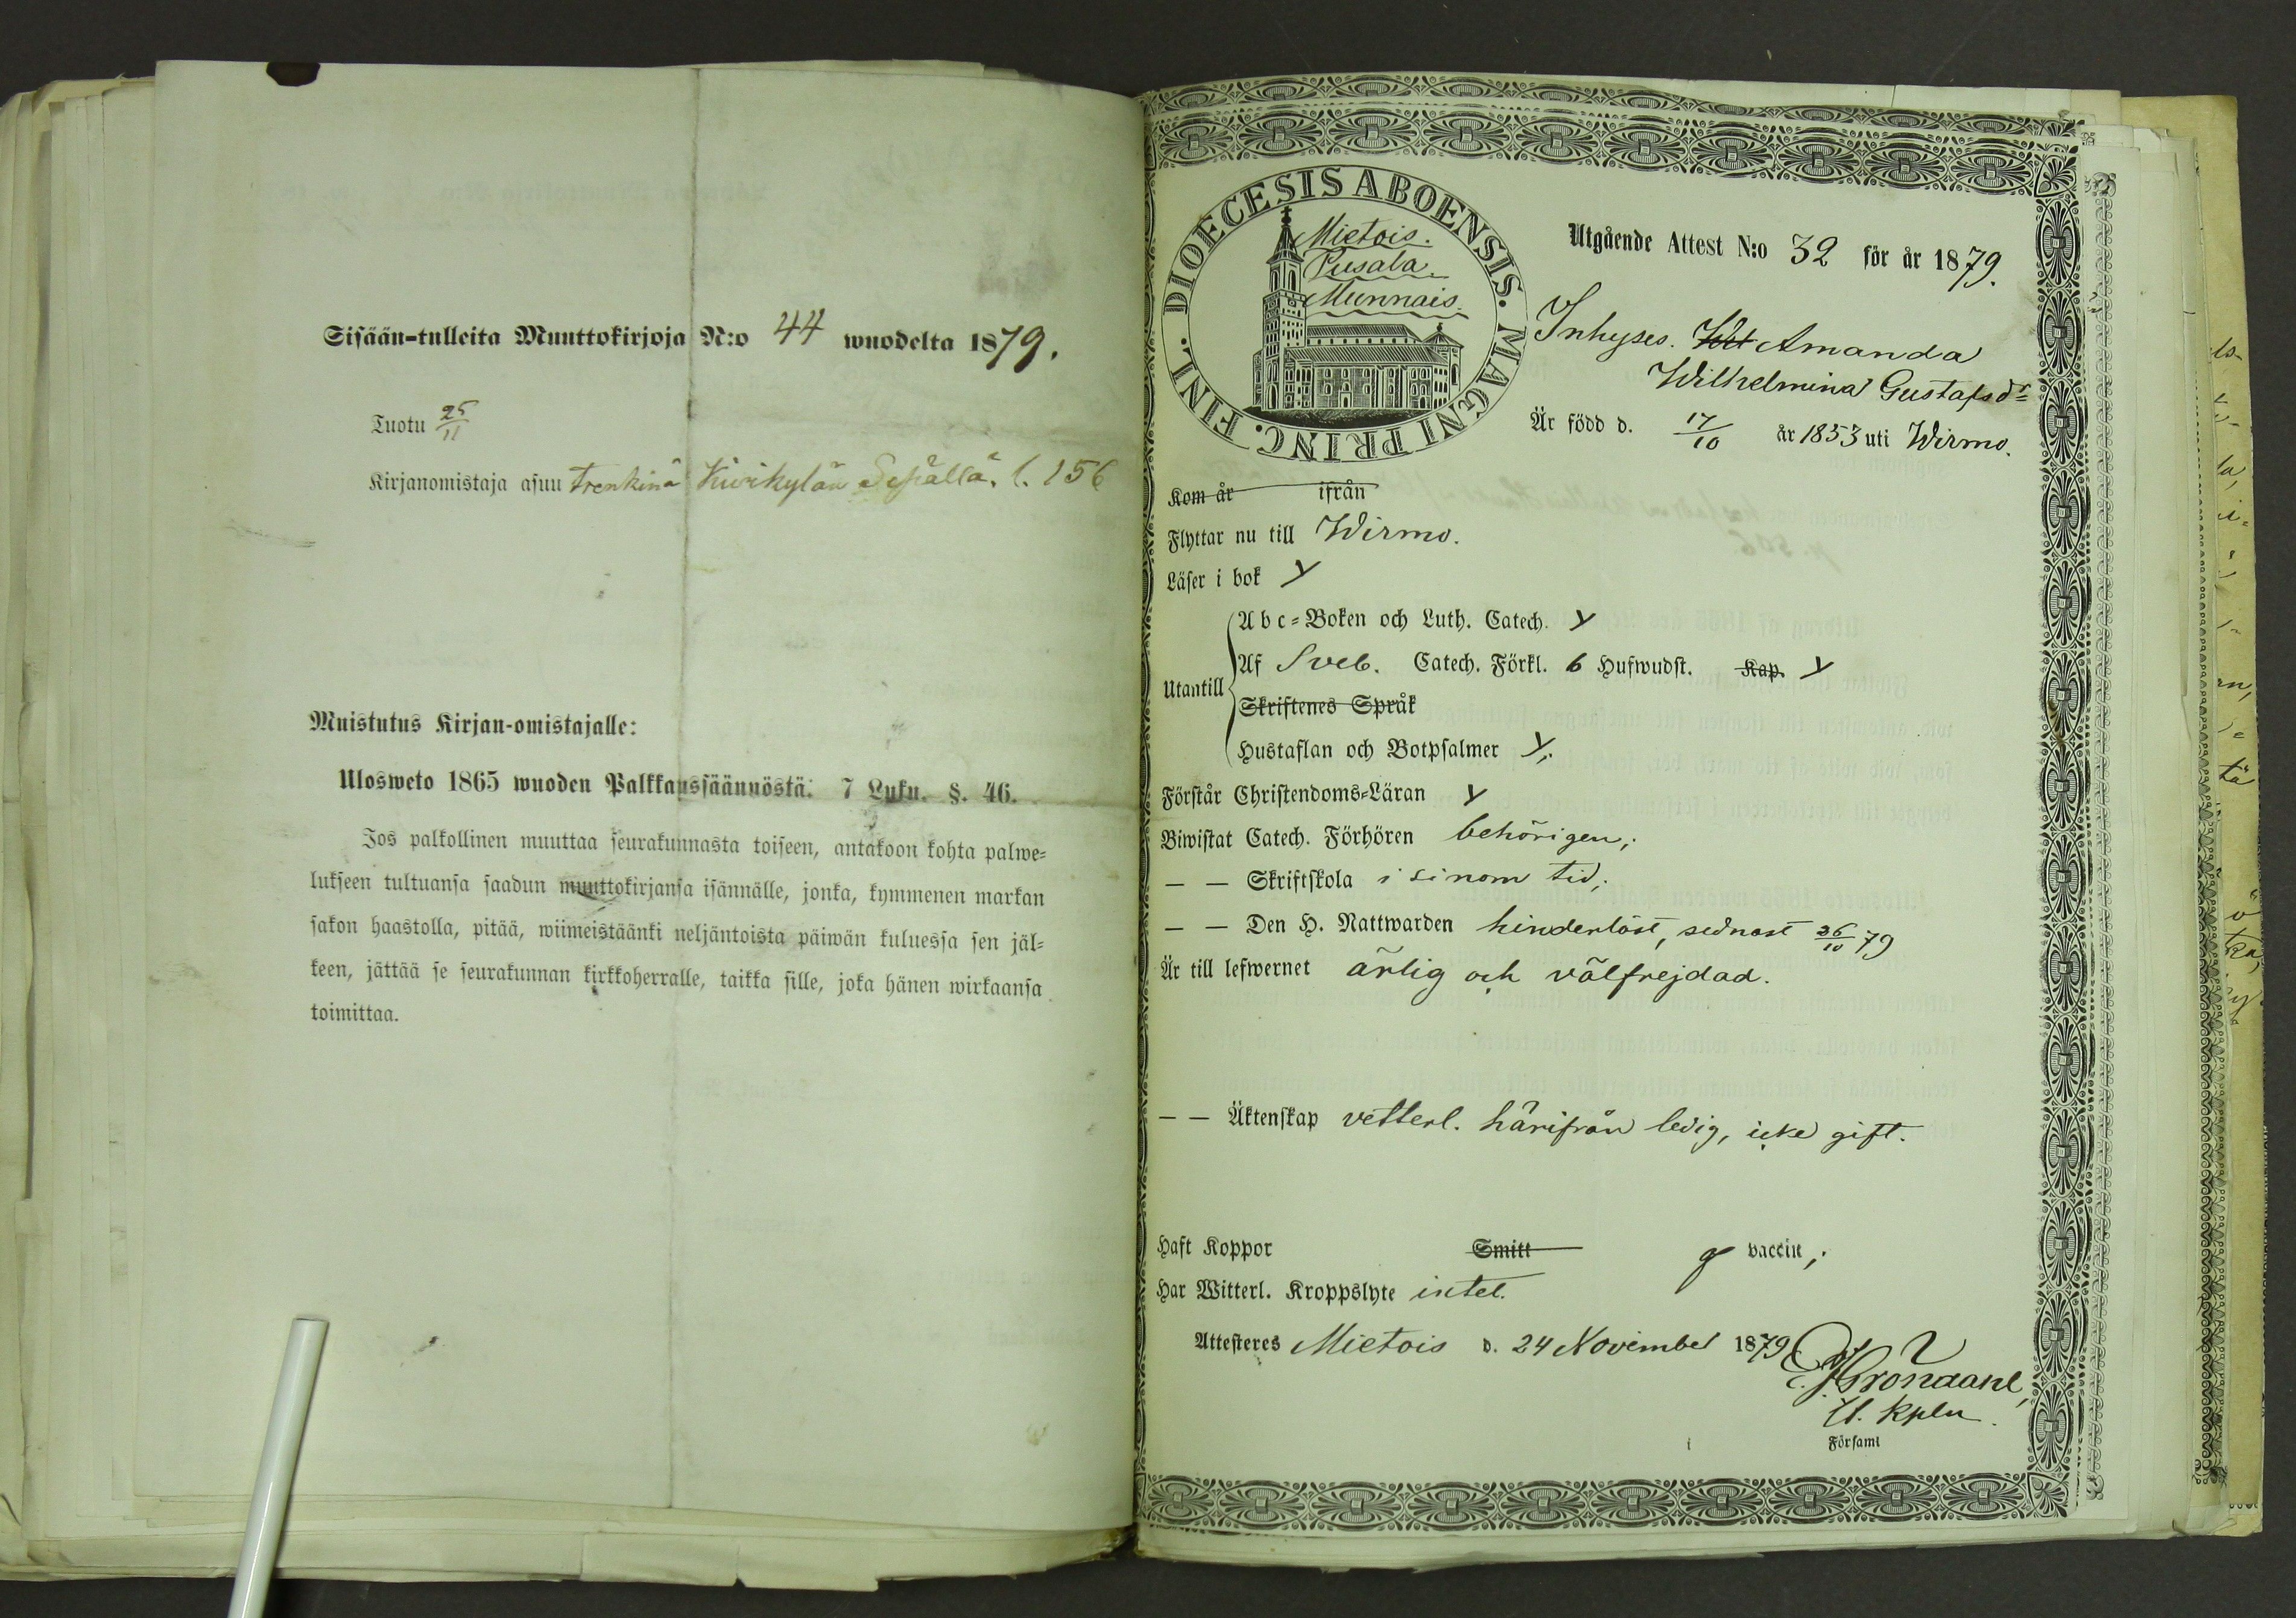 Sisään-tulleita Muuttokirjoja N:o 44 wuodelta 1879.
Tuotu 25/11
Kirjanomistaja asuu trenkinä Kiwikylän Sepällä. l. 156
Muistutus Kirjan-omistajalle:
Ulosweto 1865 wuoden Palkkaussäännöstä. 7 Luku. §. 46.
Jos palkollinen muuttaa seurakunnasta toiseen, antakoon kohta palwe-
lukseen tultuansa saadun muuttokirjansa isännälle, jonka, kymmenen markan
sakon haastolla, pitää, wiimeistäänki neljäntoista päiwän kuluessa sen jäl-
keen, jättää se seurakunnan kirkkoherralle, taikka sille, joka hänen wirkaansa
toimittaa.
DIOECESIS ABOENSIS. MAGNI PRINC. FINL.
Mietois.
Pusala.
Munnais.
Utgående Attest N:o 32 för år 1879.
Inhyses. Amanda
Wilhelmina Gustafsdr
Är född d. 17/10 år 1853 uti Wirmo.
Kom år ifrån
Flyttar nu till Wirmo.
Läser i bok y
Utantill
Abc-Boken och Luth. Catech. y
Af Sveb. Catech. Förkl. 6 Hufwudst. Kap. y
Skriftenes Språk
Hustaflan och Botpsalmer y;
Förstår Christendoms-Läran y
Biwistat Catech. Förhören behörigen;
— — Skriftskola i sinom tid;
— — Den H. Nattwarden hinderlöst, sednast 26/10 79
Är till lefwernet ärlig och välfrejdad.
— — Äktenskap vetterl. härifrån ledig, icke gift.
Haft Koppor Smitt g vaccin;
Har Witterl. Kroppslyte intet.
Attesteres Mietois d. 24 November 1879
Kpln.
i Församl